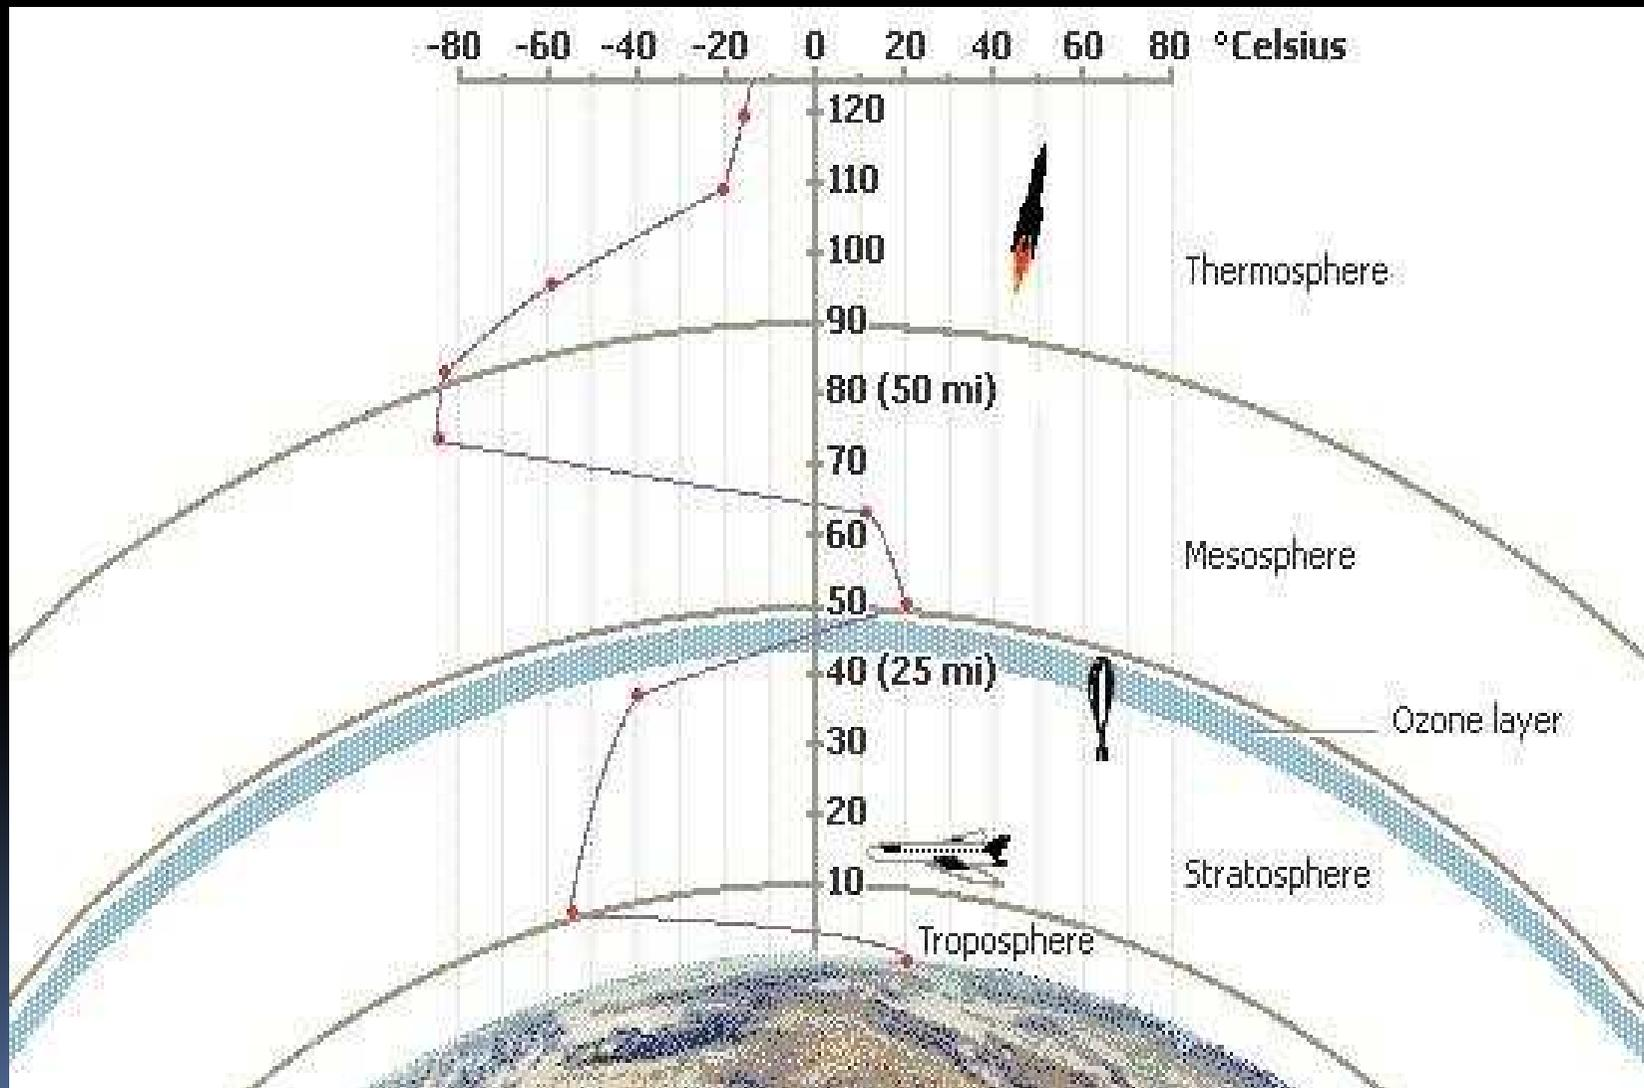 -80 -60 -40 -20 0 20 40 60 80 °Celsius
120
110
100
Thermosphere
90
80 (50 mi)
70
60
Mesosphere
50
40 (25 mi)
Ozone layer
30
20
Stratosphere
10
Troposphere